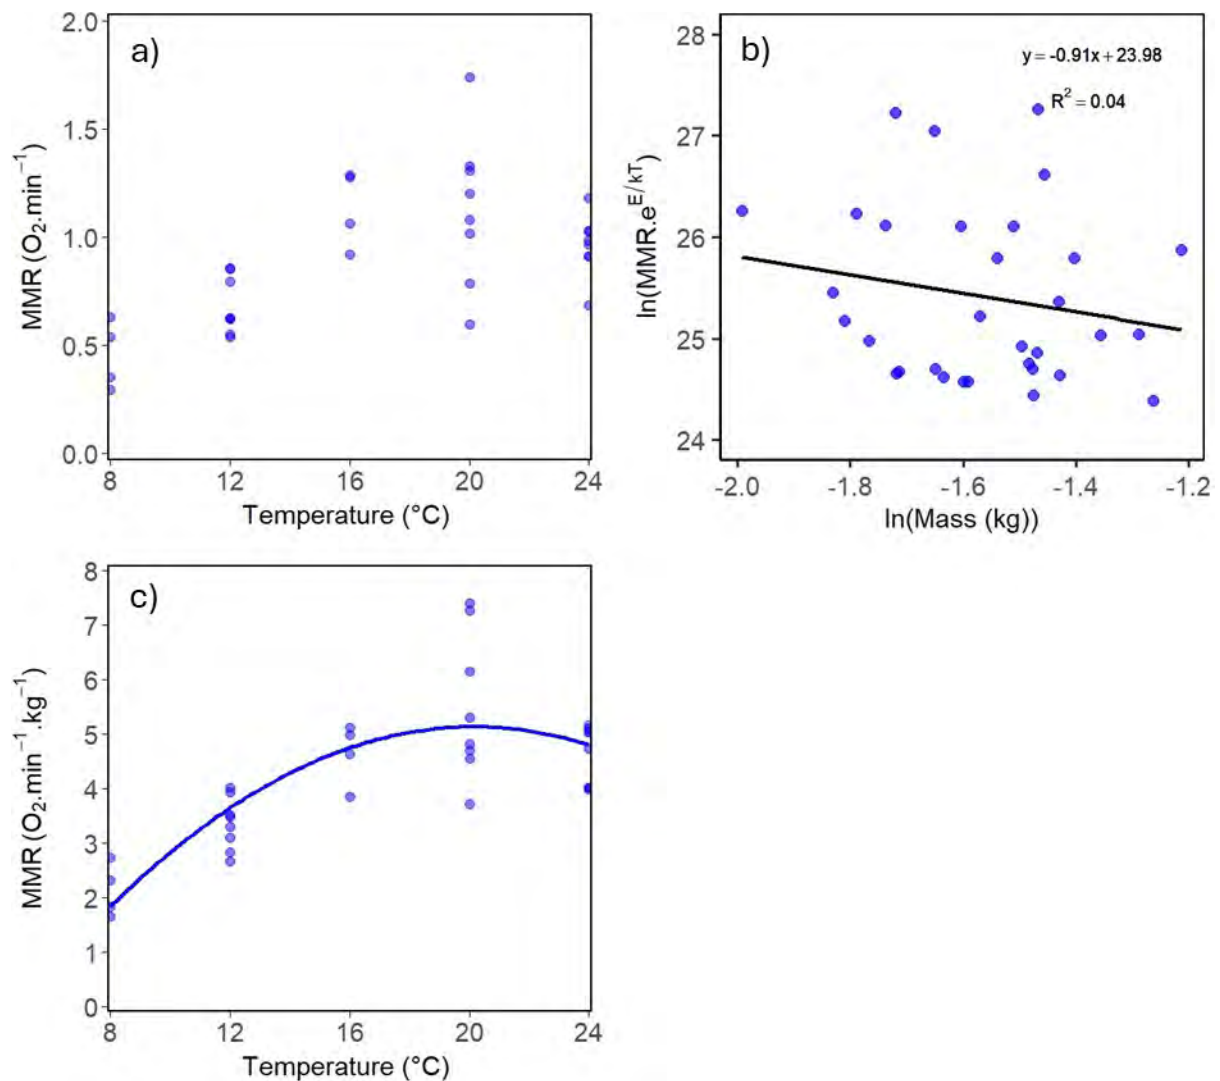 a)
MMR (O₂.min⁻¹)
2.0
1.5
1.0
0.5
0.0
8 12 16 20 24
Temperature (°C)
b)
y = -0.91x + 23.98
R² = 0.04
ln(MMR.e^E/kT)
28
27
26
25
24
-2.0 -1.8 -1.6 -1.4 -1.2
ln(Mass (kg))
c)
MMR (O₂.min⁻¹.kg⁻¹)
8
7
6
5
4
3
2
1
0
8 12 16 20 24
Temperature (°C)